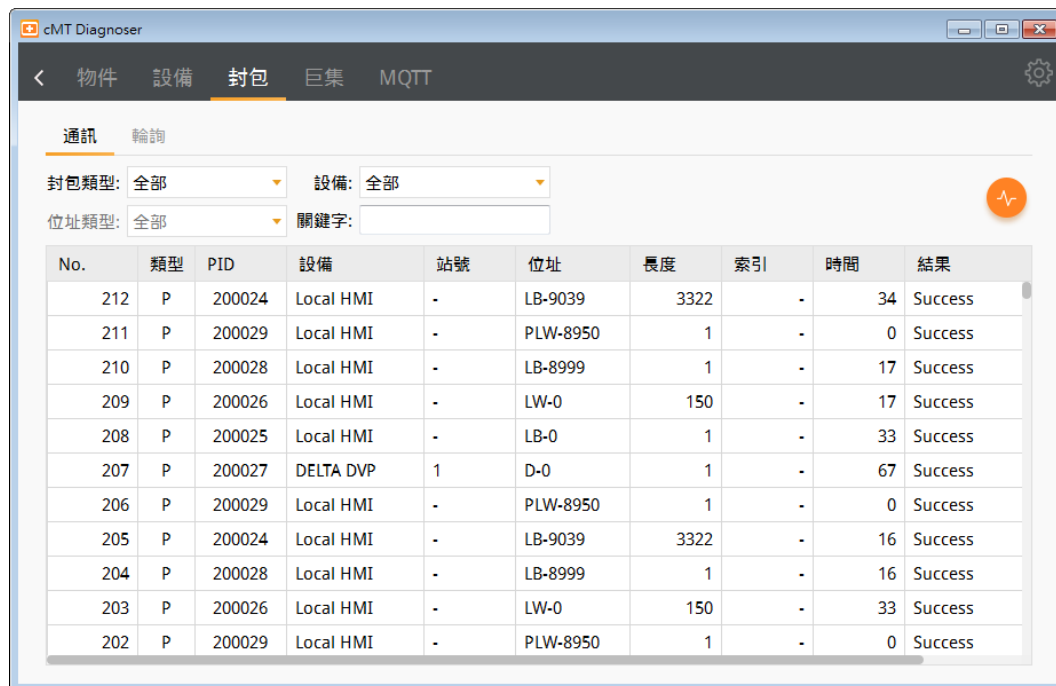 cMT Diagnoser
物件 設備 封包 巨集 MQTT
通訊 輪詢
封包類型: 全部 設備: 全部
位址類型: 全部 關鍵字:
No. 類型 PID 設備 站號 位址 長度 索引 時間 結果
212 P 200024 Local HMI - LB-9039 3322 - 34 Success
211 P 200029 Local HMI - PLW-8950 1 - 0 Success
210 P 200028 Local HMI - LB-8999 1 - 17 Success
209 P 200026 Local HMI - LW-0 150 - 17 Success
208 P 200025 Local HMI - LB-0 1 - 33 Success
207 P 200027 DELTA DVP 1 D-0 1 - 67 Success
206 P 200029 Local HMI - PLW-8950 1 - 0 Success
205 P 200024 Local HMI - LB-9039 3322 - 16 Success
204 P 200028 Local HMI - LB-8999 1 - 16 Success
203 P 200026 Local HMI - LW-0 150 - 33 Success
202 P 200029 Local HMI - PLW-8950 1 - 0 Success